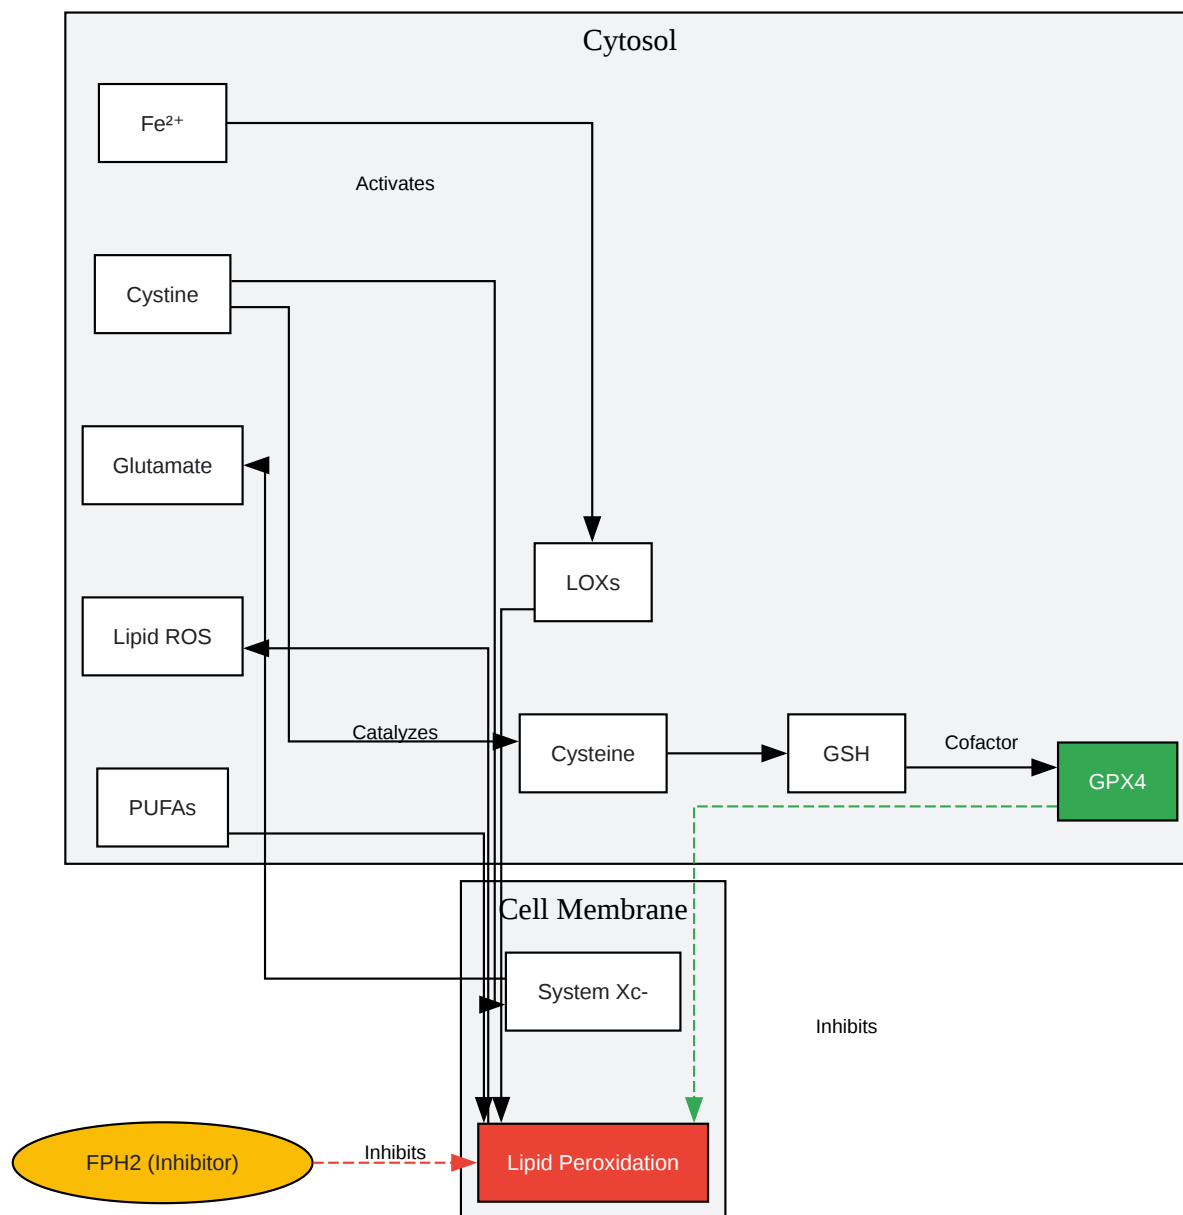 Cytosol
Fe²⁺
Activates
Cystine
Glutamate
LOXs
Lipid ROS
Catalyzes
Cysteine
GSH
Cofactor
GPX4
PUFAs
Cell Membrane
System Xc-
Inhibits
FPH2 (Inhibitor)
Inhibits
Lipid Peroxidation